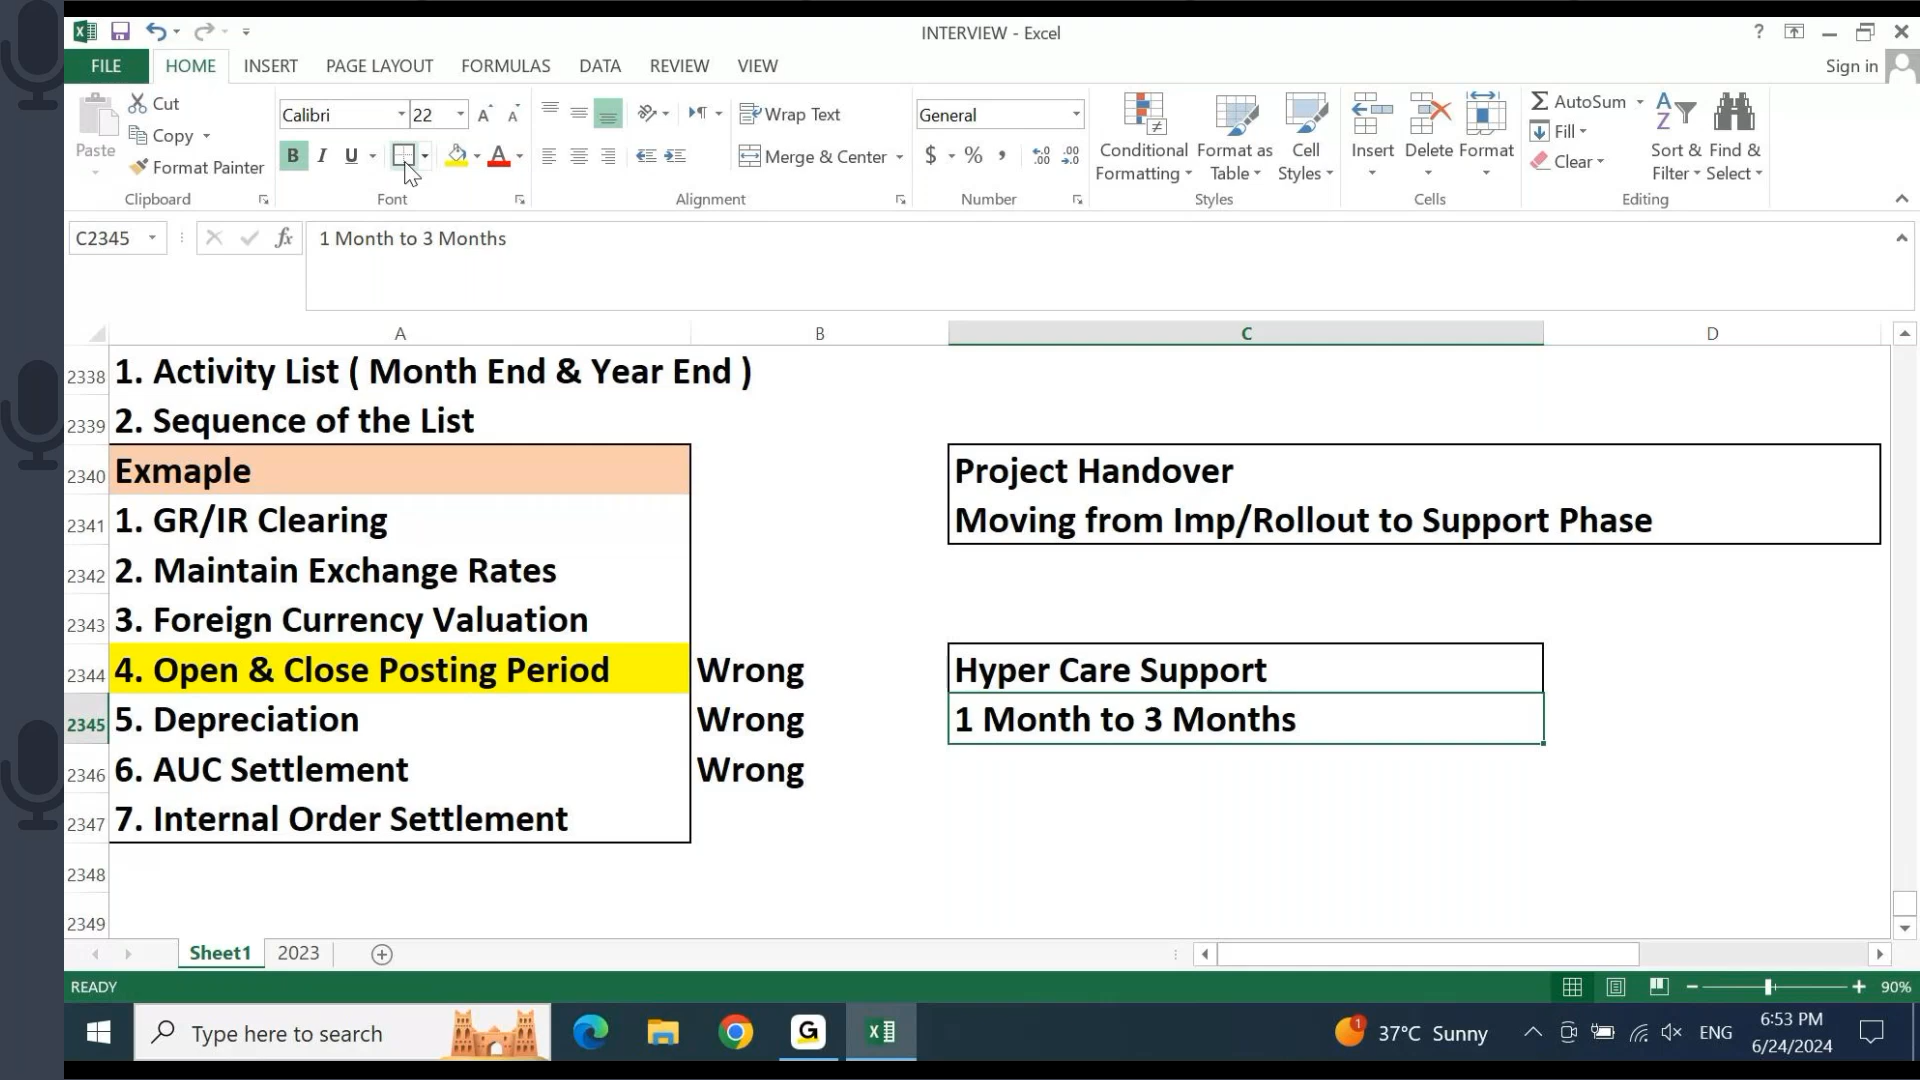 INTERVIEW - Excel
?
FILE HOME INSERT PAGE LAYOUT FORMULAS DATA REVIEW VIEW
Sign in
Paste
Cut
Copy
Format Painter
Clipboard
Calibri 22
B I U
Font
Wrap Text
Merge & Center
Alignment
General
$ % ,
Number
Conditional Formatting
Format as Table
Cell Styles
Styles
Insert Delete Format
Cells
AutoSum
Fill
Clear
Sort & Filter
Find & Select
Editing
C2345
fx 1 Month to 3 Months
A B C D
2338 1. Activity List ( Month End & Year End )
2339 2. Sequence of the List
2340 Exmaple Project Handover
2341 1. GR/IR Clearing Moving from Imp/Rollout to Support Phase
2342 2. Maintain Exchange Rates
2343 3. Foreign Currency Valuation
2344 4. Open & Close Posting Period Wrong Hyper Care Support
2345 5. Depreciation Wrong 1 Month to 3 Months
2346 6. AUC Settlement Wrong
2347 7. Internal Order Settlement
2348
2349
Sheet1 2023
READY
90%
Type here to search
37°C Sunny
ENG
6:53 PM
6/24/2024